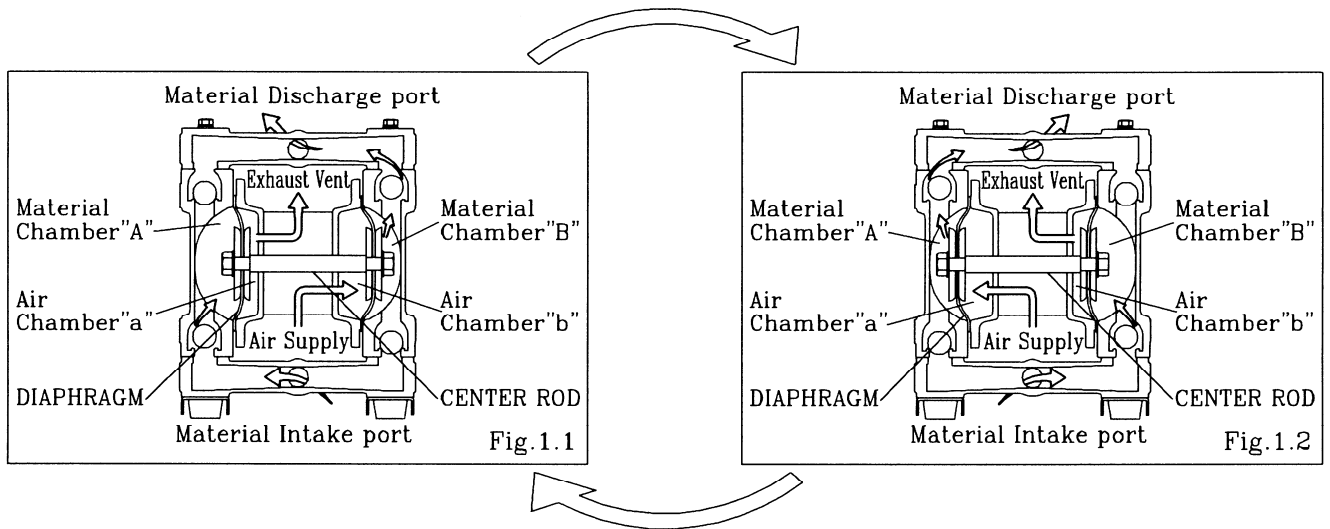 Material Discharge port
Exhaust Vent
Material
Chamber"A"
Material
Chamber"B"
Air
Chamber"a"
Air
Chamber"b"
Air Supply
DIAPHRAGM
CENTER ROD
Material Intake port
Fig.1.1
Material Discharge port
Exhaust Vent
Material
Chamber"A"
Material
Chamber"B"
Air
Chamber"a"
Air
Chamber"b"
Air Supply
DIAPHRAGM
CENTER ROD
Material Intake port
Fig.1.2